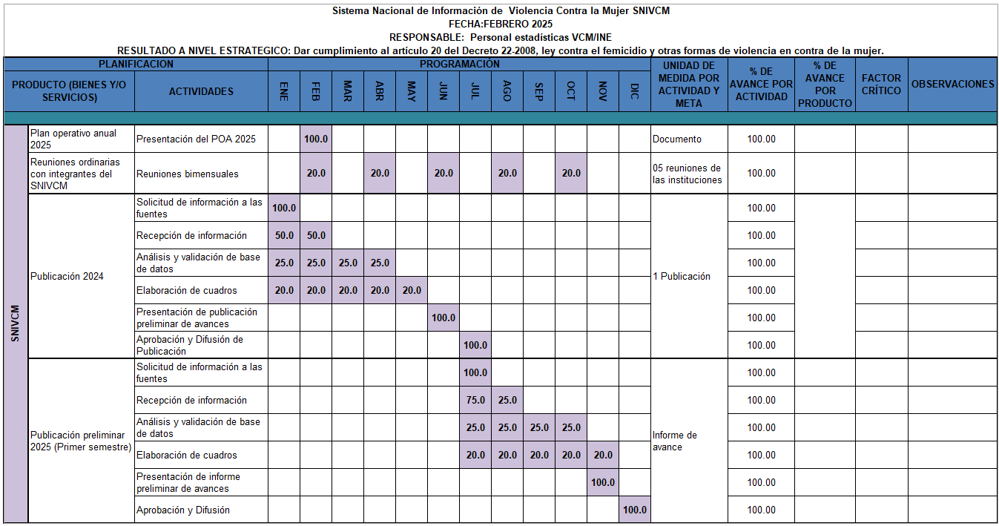 Sistema Nacional de Información de  Violencia Contra la Mujer SNIVCM
FECHA:FEBRERO 2025
RESPONSABLE:  Personal estadísticas VCM/INE
RESULTADO A NIVEL ESTRATEGICO: Dar cumplimiento al artículo 20 del Decreto 22-2008, ley contra el femicidio y otras formas de violencia en contra de la mujer.
PLANIFICACION
PROGRAMACIÓN
PRODUCTO (BIENES Y/O
SERVICIOS)
ACTIVIDADES
ENE
FEB
MAR
ABR
MAY
JUN
JUL
AGO
SEP
OCT
NOV
DIC
UNIDAD DE
MEDIDA POR
ACTIVIDAD Y
META
% DE
AVANCE POR
ACTIVIDAD
% DE
AVANCE
POR
PRODUCTO
FACTOR
CRÍTICO
OBSERVACIONES
SNIVCM
Plan operativo anual
2025
Presentación del POA 2025
100.0
Documento
100.00
Reuniones ordinarias
con integrantes del
SNIVCM
Reuniones bimensuales
20.0 20.0 20.0 20.0 20.0
05 reuniones de
las instituciones
100.00
Publicación 2024
Solicitud de información a las
fuentes
100.0
100.00
Recepción de información
50.0 50.0
100.00
Análisis y validación de base
de datos
25.0 25.0 25.0 25.0
100.00
1 Publicación
Elaboración de cuadros
20.0 20.0 20.0 20.0 20.0
100.00
Presentación de publicación
preliminar de avances
100.0
100.00
Aprobación y Difusión de
Publicación
100.0
100.00
Publicación preliminar
2025 (Primer semestre)
Solicitud de información a las
fuentes
100.0
100.00
Recepción de información
75.0 25.0
100.00
Análisis y validación de base
de datos
25.0 25.0 25.0 25.0
100.00
Informe de
avance
Elaboración de cuadros
20.0 20.0 20.0 20.0 20.0
100.00
Presentación de informe
preliminar de avances
100.0
100.00
Aprobación y Difusión
100.0
100.00